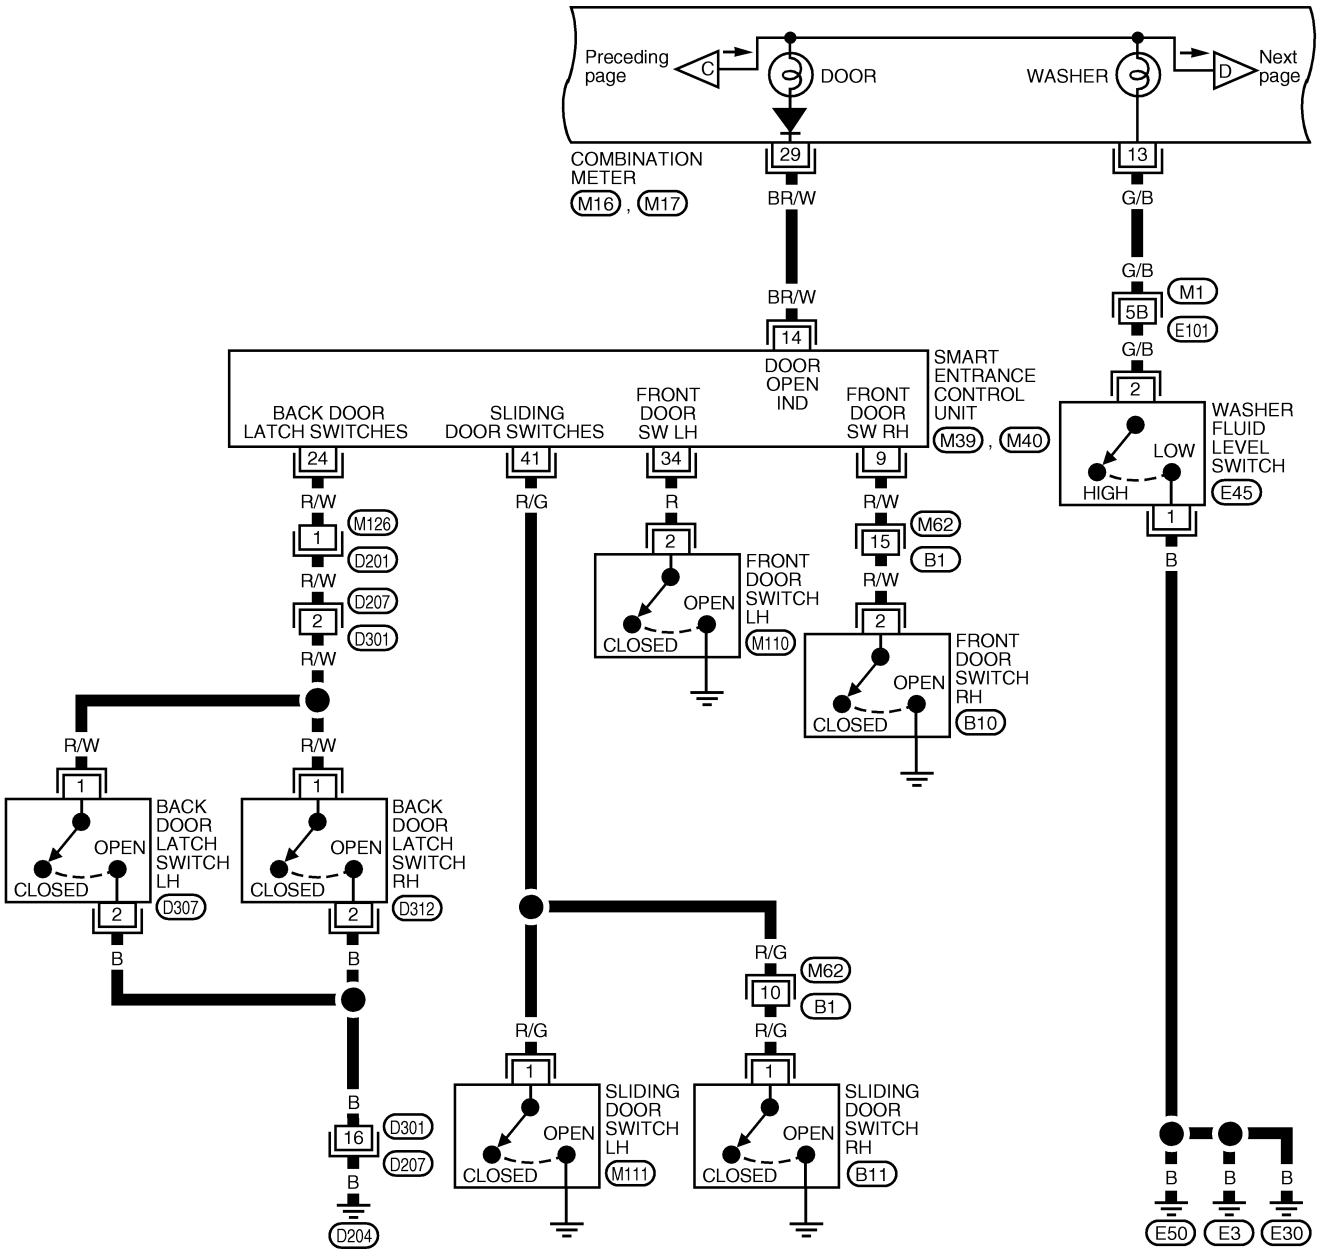 Preceding
page
C
DOOR
WASHER
D
Next
page
29
13
COMBINATION
METER
M16 , M17
BR/W
G/B
BR/W
G/B
M1
5B
E101
G/B
14
2
DOOR
OPEN
IND
SMART
ENTRANCE
CONTROL
UNIT
M39 , M40
BACK DOOR
LATCH SWITCHES
SLIDING
DOOR SWITCHES
FRONT
DOOR
SW LH
FRONT
DOOR
SW RH
WASHER
FLUID
LEVEL
SWITCH
E45
LOW
HIGH
1
B
24
41
34
9
R/W
R/G
R
R/W
M126
1
D201
R/W
D207
2
D301
R/W
2
FRONT
DOOR
SWITCH
LH
M110
OPEN
CLOSED
M62
15
B1
R/W
2
FRONT
DOOR
SWITCH
RH
B10
OPEN
CLOSED
R/W
R/W
1
1
BACK
DOOR
LATCH
SWITCH
LH
D307
OPEN
CLOSED
2
BACK
DOOR
LATCH
SWITCH
RH
D312
OPEN
CLOSED
2
B
B
R/G
M62
10
B1
R/G
R/G
1
1
SLIDING
DOOR
SWITCH
LH
M111
OPEN
CLOSED
SLIDING
DOOR
SWITCH
RH
B11
OPEN
CLOSED
B
D301
16
D207
B
D204
B
B
B
E50
E3
E30